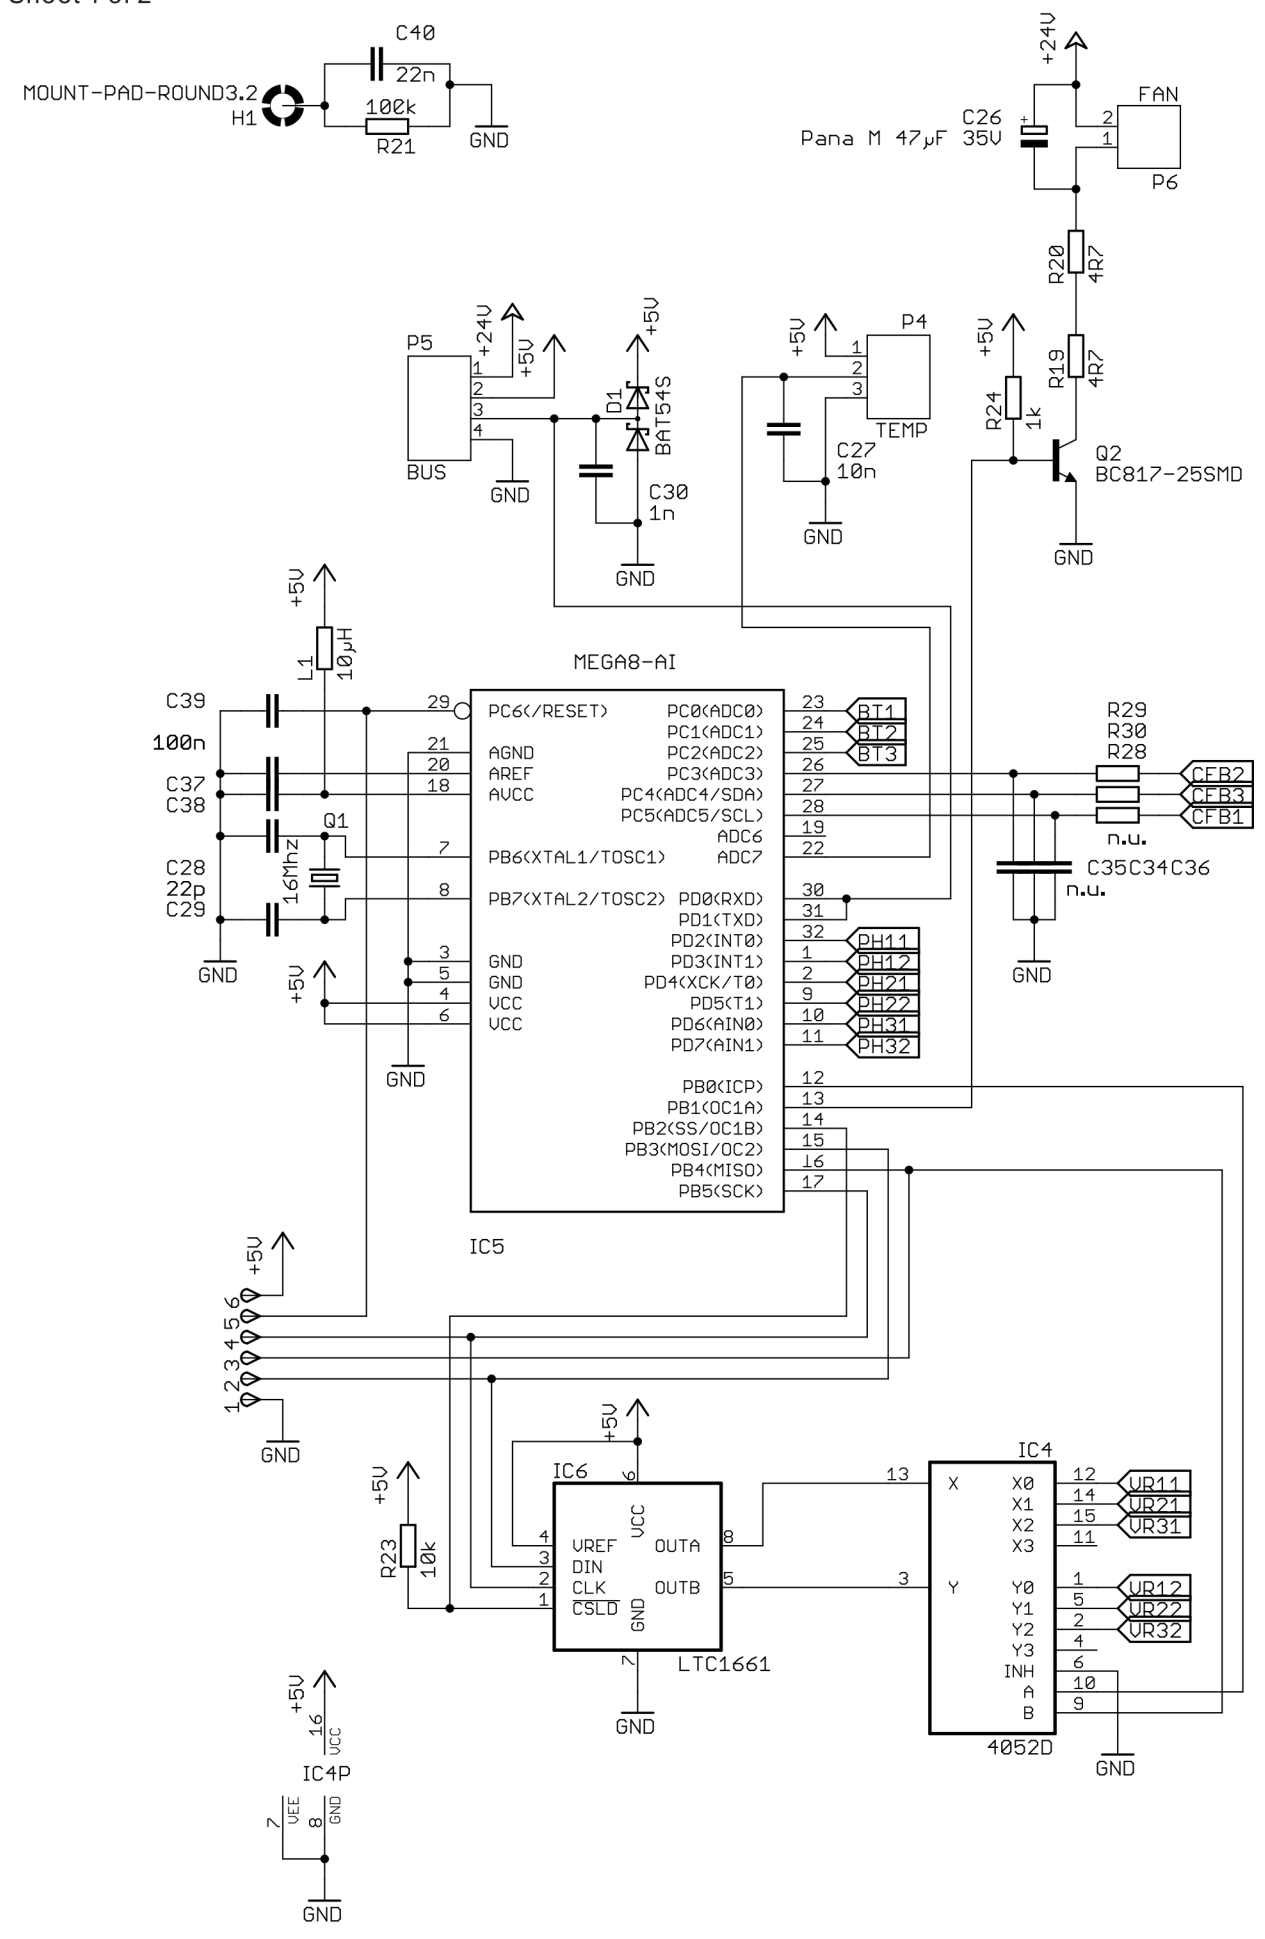 C40
22n
MOUNT-PAD-ROUND3.2
H1
100k
R21
GND
+24V
FAN
C26
+
Pana M 47µF 35V
2
1
P6
R20
4R7
R19
4R7
+5V
R24
1k
Q2
BC817-25SMD
GND
P5
+24V
+5V
1
2
3
4
BUS
GND
+5V
D1
BAT54S
C30
1n
GND
+5V
P4
1
2
3
TEMP
C27
10n
GND
+5V
L1
10µH
MEGA8-AI
C39
100n
C37
C38
Q1
16Mhz
C28
22p
C29
GND
+5V
GND
29 PC6(/RESET)
21 AGND
20 AREF
18 AVCC
7 PB6(XTAL1/TOSC1)
8 PB7(XTAL2/TOSC2)
3 GND
5 GND
4 VCC
6 VCC
PC0(ADC0) 23 BT1
PC1(ADC1) 24 BT2
PC2(ADC2) 25 BT3
PC3(ADC3) 26
PC4(ADC4/SDA) 27
PC5(ADC5/SCL) 28
ADC6 19
ADC7 22
PD0(RXD) 30
PD1(TXD) 31
PD2(INT0) 32 PH11
PD3(INT1) 1 PH12
PD4(XCK/T0) 2 PH21
PD5(T1) 9 PH22
PD6(AIN0) 10 PH31
PD7(AIN1) 11 PH32
PB0(ICP) 12
PB1(OC1A) 13
PB2(SS/OC1B) 14
PB3(MOSI/OC2) 15
PB4(MISO) 16
PB5(SCK) 17
IC5
R29
R30
R28
CFB2
CFB3
CFB1
n.u.
C35C34C36
n.u.
GND
+5V
6
5
4
3
2
1
GND
+5V
R23
10k
+5V
IC6
6
VCC
4 VREF
3 DIN
2 CLK
1 CSLD
OUTA 8
OUTB 5
GND
7
LTC1661
GND
IC4
13 X
3 Y
X0 12 VR11
X1 14 VR21
X2 15 VR31
X3 11
Y0 1 VR12
Y1 5 VR22
Y2 2 VR32
Y3 4
INH 6
A 10
B 9
4052D
GND
+5V
16
VCC
IC4P
7
VEE
8
GND
GND